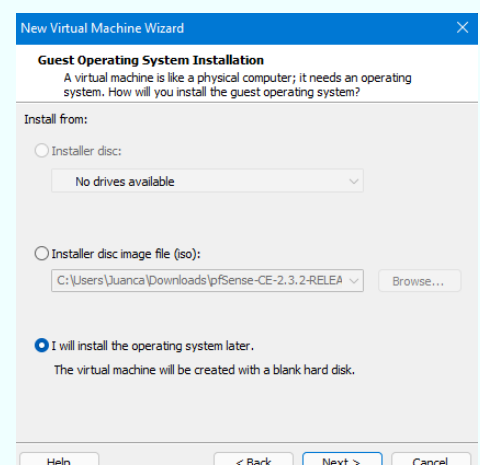 New Virtual Machine Wizard
Guest Operating System Installation
A virtual machine is like a physical computer; it needs an operating
system. How will you install the guest operating system?
Install from:
Installer disc:
No drives available
Installer disc image file (iso):
C:\Users\Juanca\Downloads\pfSense-CE-2.3.2-RELEA
Browse...
I will install the operating system later.
The virtual machine will be created with a blank hard disk.
Help < Back Next > Cancel